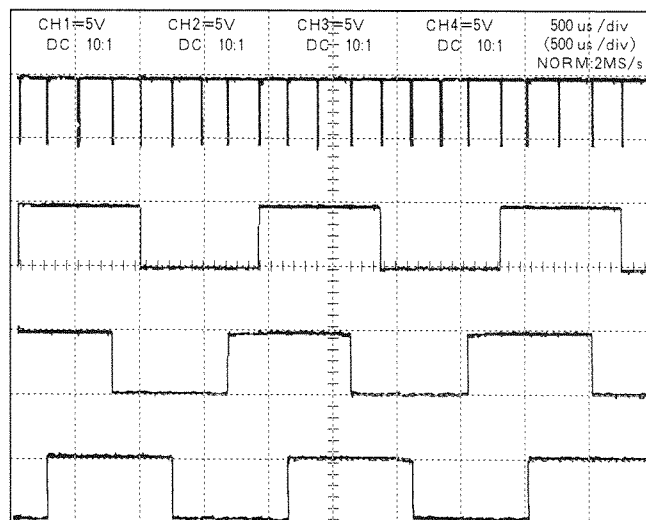 CH1=5V CH2=5V CH3=5V CH4=5V 500 us /div
DC 10:1 DC 10:1 DC 10:1 DC 10:1 (500 us /div)
NORM:2MS/s